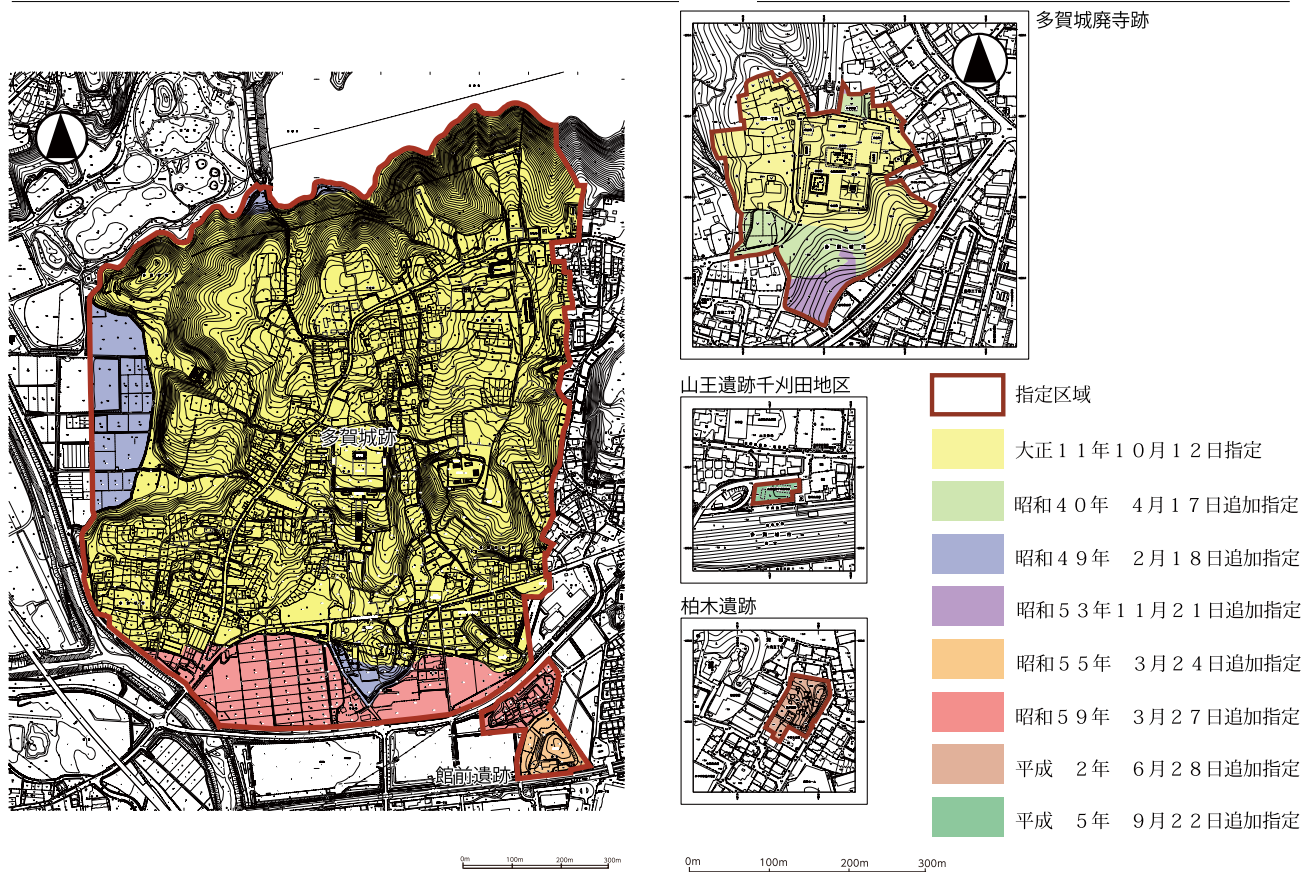 多賀城廃寺跡
多賀城跡
館前遺跡
山王遺跡千刈田地区
柏木遺跡
指定区域
大正１１年１０月１２日指定
昭和４０年　４月１７日追加指定
昭和４９年　２月１８日追加指定
昭和５３年１１月２１日追加指定
昭和５５年　３月２４日追加指定
昭和５９年　３月２７日追加指定
平成　２年　６月２８日追加指定
平成　５年　９月２２日追加指定
0m 100m 200m 300m
0m 100m 200m 300m